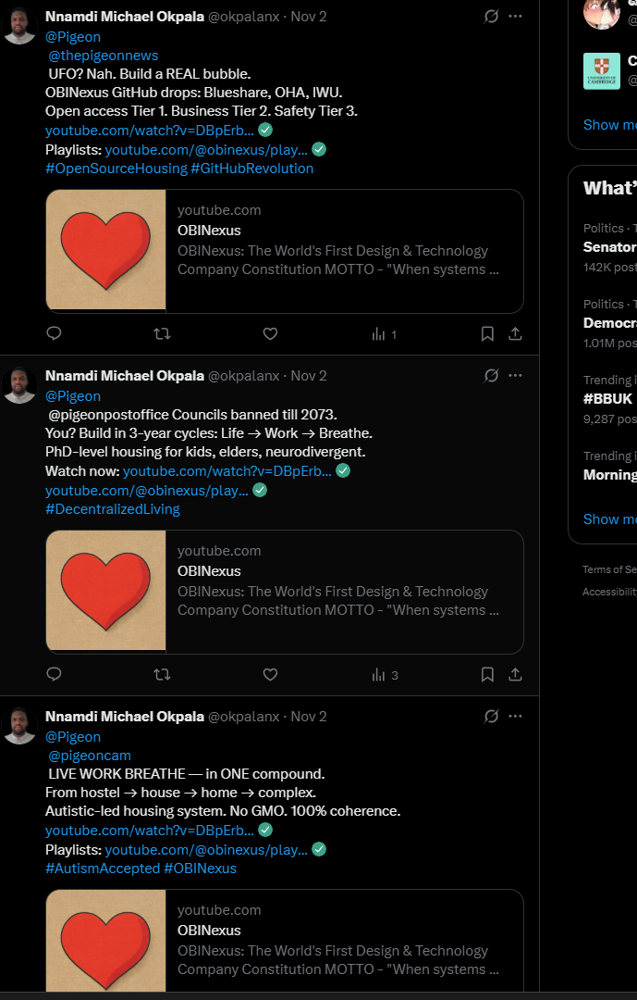 Nnamdi Michael Okpala @okpalanx · Nov 2
@Pigeon
@thepigeonnews
UFO? Nah. Build a REAL bubble.
OBINexus GitHub drops: Blueshare, OHA, IWU.
Open access Tier 1. Business Tier 2. Safety Tier 3.
youtube.com/watch?v=DBpErb...
Playlists: youtube.com/@obinexus/play...
#OpenSourceHousing #GitHubRevolution
youtube.com
OBINexus
OBINexus: The World's First Design & Technology
Company Constitution MOTTO - "When systems ...
1
Nnamdi Michael Okpala @okpalanx · Nov 2
@Pigeon
@pigeonpostoffice Councils banned till 2073.
You? Build in 3-year cycles: Life → Work → Breathe.
PhD-level housing for kids, elders, neurodivergent.
Watch now: youtube.com/watch?v=DBpErb...
youtube.com/@obinexus/play...
#DecentralizedLiving
youtube.com
OBINexus
OBINexus: The World's First Design & Technology
Company Constitution MOTTO - "When systems ...
3
Nnamdi Michael Okpala @okpalanx · Nov 2
@Pigeon
@pigeoncam
LIVE WORK BREATHE — in ONE compound.
From hostel → house → home → complex.
Autistic-led housing system. No GMO. 100% coherence.
youtube.com/watch?v=DBpErb...
Playlists: youtube.com/@obinexus/play...
#AutismAccepted #OBINexus
youtube.com
OBINexus
OBINexus: The World's First Design & Technology
Company Constitution MOTTO - "When systems ...
@
UNIVERSITY OF
CAMBRIDGE
C
@
Show mo
What's
Politics · T
Senator
142K post
Politics · T
Democra
1.01M pos
Trending i
#BBUK
9,287 pos
Trending i
Morning
Show mo
Terms of Se
Accessibilit